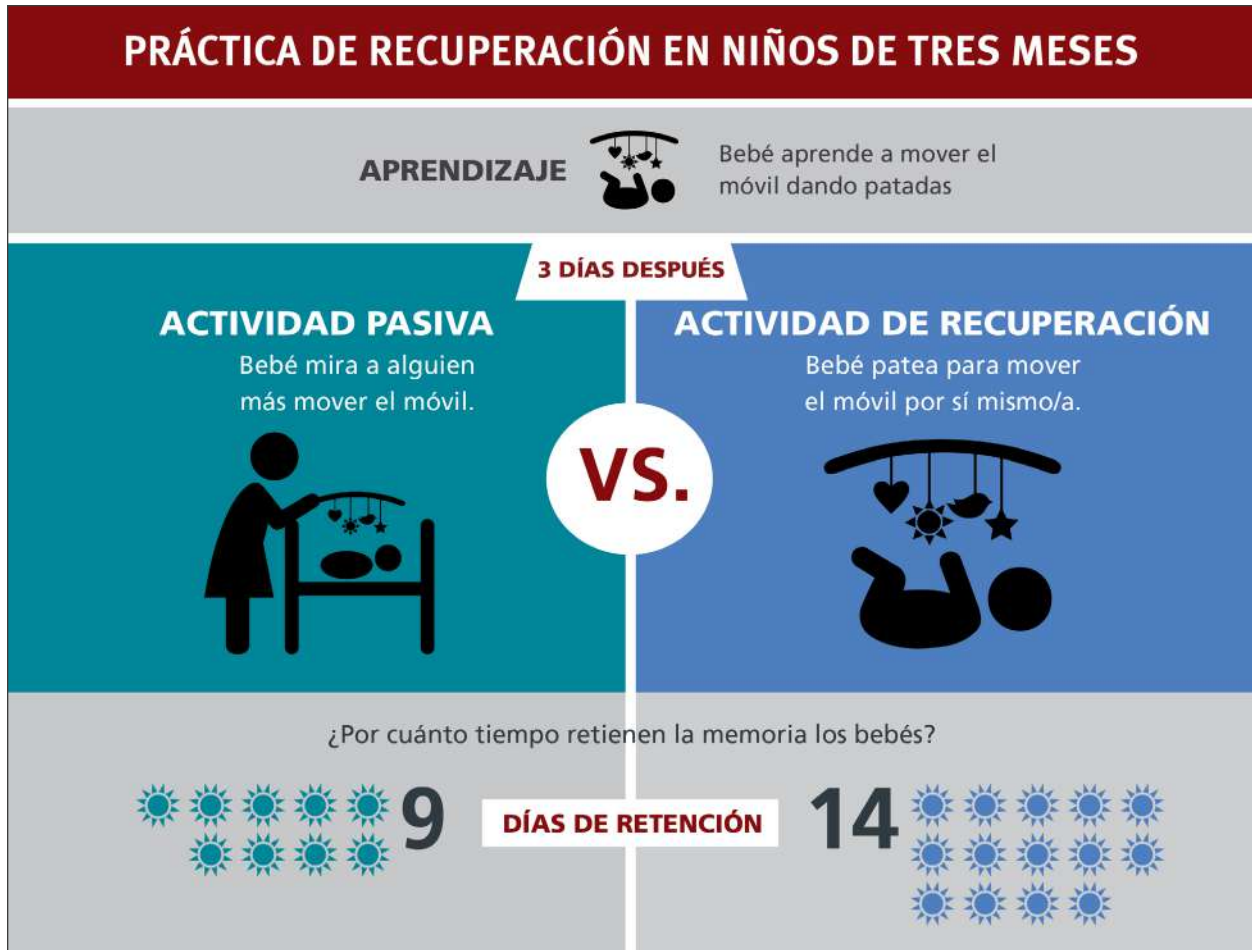 PRÁCTICA DE RECUPERACIÓN EN NIÑOS DE TRES MESES
APRENDIZAJE
Bebé aprende a mover el
móvil dando patadas
3 DÍAS DESPUÉS
ACTIVIDAD PASIVA
Bebé mira a alguien
más mover el móvil.
VS.
ACTIVIDAD DE RECUPERACIÓN
Bebé patea para mover
el móvil por sí mismo/a.
¿Por cuánto tiempo retienen la memoria los bebés?
9
DÍAS DE RETENCIÓN
14